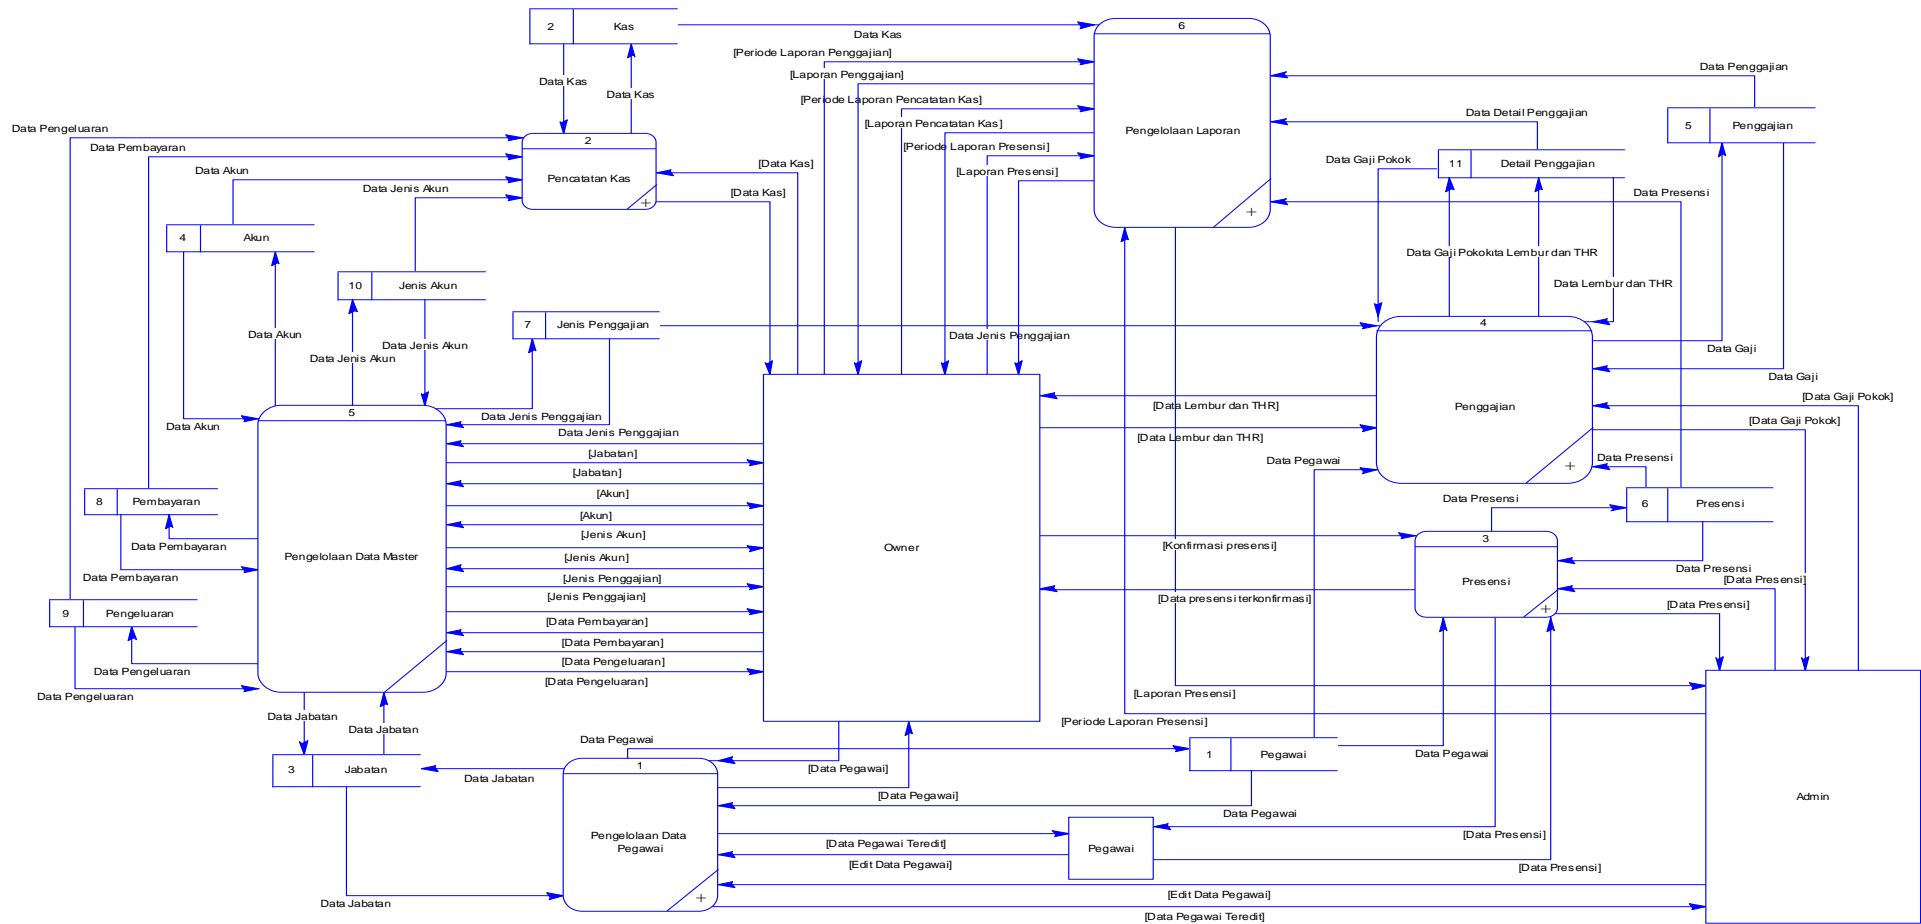 2 Kas
6
Data Kas
[Periode Laporan Penggajian]
Data Penggajian
[Laporan Penggajian]
Data Kas
Data Kas
[Periode Laporan Pencatatan Kas]
Data Detail Penggajian
Data Pengeluaran
[Laporan Pencatatan Kas]
Pengelolaan Laporan
5 Penggajian
2
Data Pembayaran
[Periode Laporan Presensi]
Data Gaji Pokok
11 Detail Penggajian
[Data Kas]
Data Akun
[Laporan Presensi]
Pencatatan Kas
Data Jenis Akun
[Data Kas]
Data Presensi
+
+
4 Akun
Data Gaji Pokok
ta Lembur dan THR
Data Lembur dan THR
10 Jenis Akun
7 Jenis Penggajian
4
Data Akun
Data Jenis Penggajian
Data Jenis Akun
Data Jenis Akun
Data Gaji
Data Gaji
5
Data Jenis Penggajian
[Data Lembur dan THR]
Penggajian
[Data Gaji Pokok]
Data Akun
Data Jenis Penggajian
[Data Lembur dan THR]
[Data Gaji Pokok]
[Jabatan]
Data Pegawai
+
Data Presensi
[Jabatan]
8 Pembayaran
[Akun]
Data Presensi
6 Presensi
[Akun]
[Jenis Akun]
3
Data Pembayaran
Pengelolaan Data Master
[Jenis Akun]
Owner
[Konfirmasi presensi]
Data Pembayaran
[Jenis Penggajian]
Presensi
Data Presensi
[Data Presensi]
[Jenis Penggajian]
[Data presensi terkonfirmasi]
+
[Data Presensi]
9 Pengeluaran
[Data Pembayaran]
[Data Pembayaran]
[Data Pengeluaran]
Data Pengeluaran
[Data Pengeluaran]
Data Pengeluaran
[Laporan Presensi]
Data Jabatan
Data Jabatan
[Periode Laporan Presensi]
Data Pegawai
1 Pegawai
Data Pegawai
3 Jabatan
Data Jabatan
1
[Data Pegawai]
[Data Pegawai]
Admin
Data Pegawai
Pengelolaan Data
Pegawai
[Data Pegawai Teredit]
Pegawai
[Data Presensi]
[Edit Data Pegawai]
[Data Presensi]
+
Data Jabatan
[Edit Data Pegawai]
[Data Pegawai Teredit]